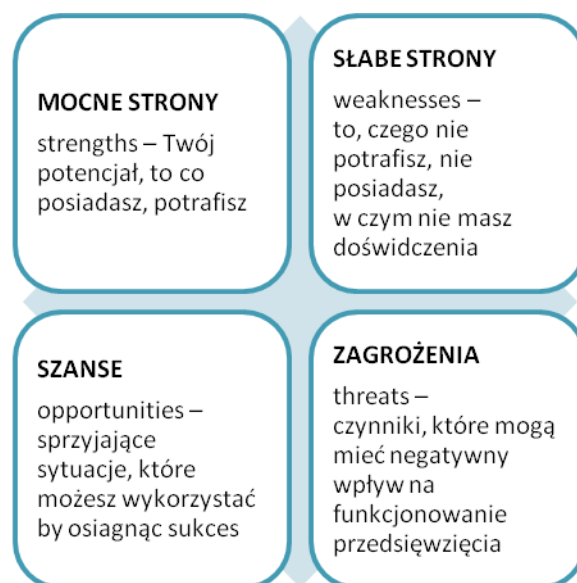 MOCNE STRONY
strengths – Twój
potencjał, to co
posiadasz, potrafisz
SŁABE STRONY
weaknesses –
to, czego nie
potrafisz, nie
posiadasz,
w czym nie masz
doświdczenia
SZANSE
opportunities –
sprzyjające
sytuacje, które
możesz wykorzystać
by osiagnąc sukces
ZAGROŻENIA
threats –
czynniki, które mogą
mieć negatywny
wpływ na
funkcjonowanie
przedsięwzięcia